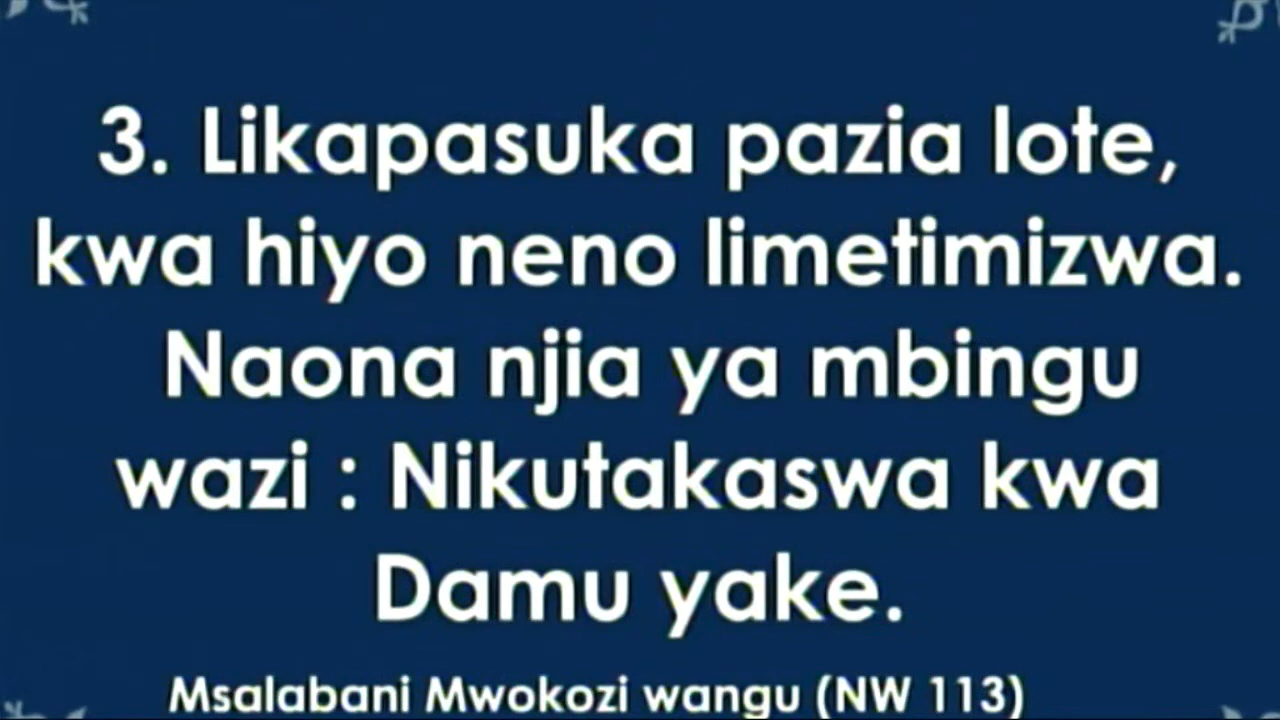 3. Likapasuka pazia lote,
kwa hiyo neno limetimizwa.
Naona njia ya mbingu
wazi : Nikutakaswa kwa
Damu yake.
Msalabani Mwokozi wangu (NW 113)